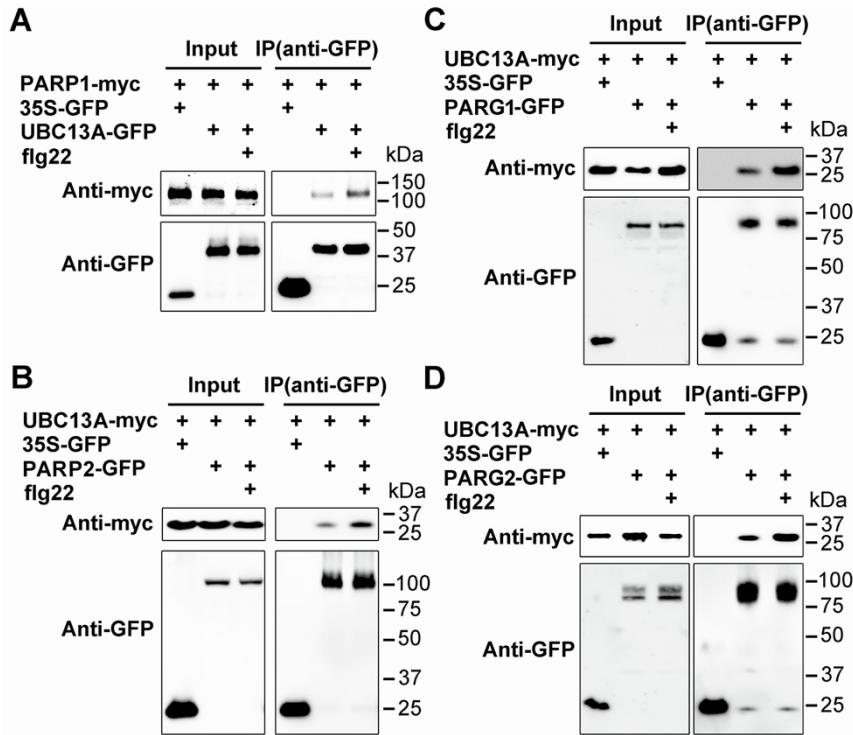 A
Input IP(anti-GFP)
PARP1-myc + + + + + +
35S-GFP + +
UBC13A-GFP + + + +
flg22 + + kDa
Anti-myc
150
100
Anti-GFP
50
37
25
B
Input IP(anti-GFP)
UBC13A-myc + + + + + +
35S-GFP + +
PARP2-GFP + + + +
flg22 + + kDa
Anti-myc
37
25
Anti-GFP
100
75
50
37
25
C
Input IP(anti-GFP)
UBC13A-myc + + + + + +
35S-GFP + +
PARG1-GFP + + + +
flg22 + + kDa
Anti-myc
37
25
Anti-GFP
100
75
50
37
25
D
Input IP(anti-GFP)
UBC13A-myc + + + + + +
35S-GFP + +
PARG2-GFP + + + +
flg22 + + kDa
Anti-myc
37
25
Anti-GFP
100
75
50
37
25